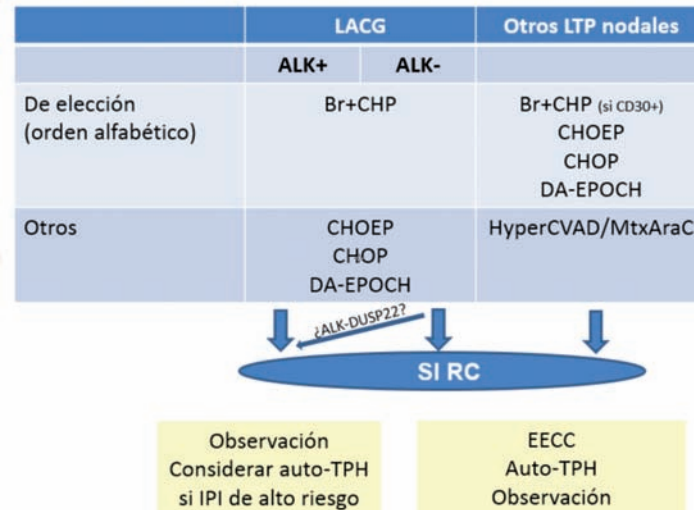 LACG Otros LTP nodales
ALK+ ALK-
De elección
(orden alfabético)
Br+CHP
Br+CHP (si CD30+)
CHOEP
CHOP
DA-EPOCH
Otros
CHOEP
CHOP
DA-EPOCH
HyperCVAD/MtxAraC
¿ALK-DUSP22?
SI RC
Observación
Considerar auto-TPH
si IPI de alto riesgo
EECC
Auto-TPH
Observación